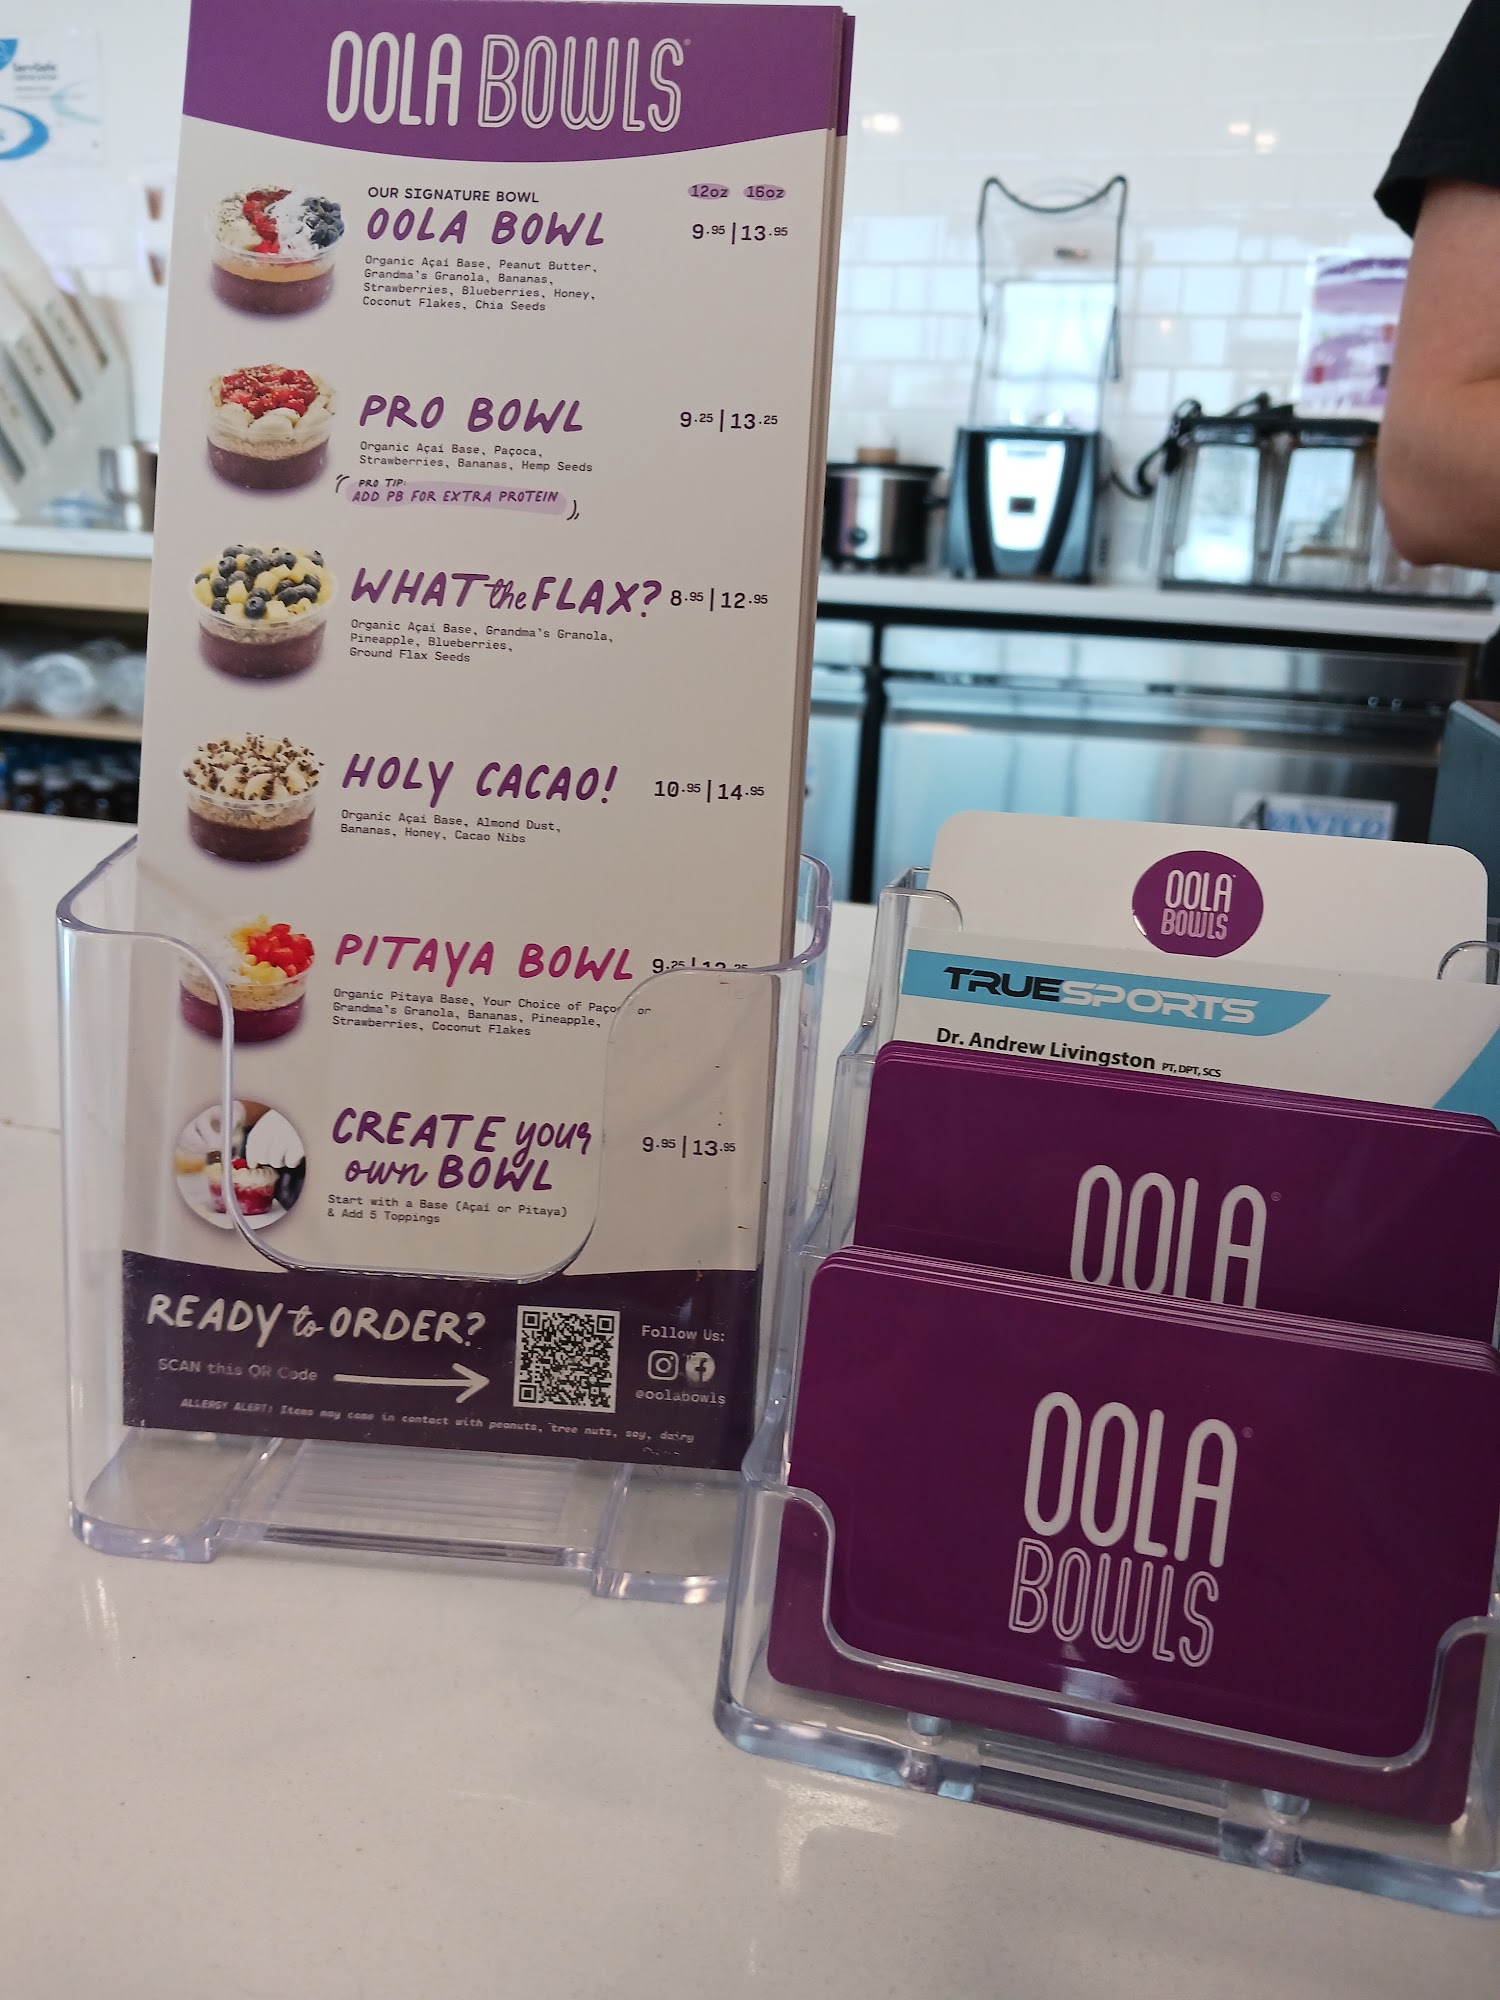 OOLA BOWLS
OUR SIGNATURE BOWL
12oz 16oz
OOLA BOWL
9.95|13.95
Organic Açaí Base, Peanut Butter,
Grandma's Granola, Bananas,
Strawberries, Blueberries, Honey,
Coconut Flakes, Chia Seeds
PRO BOWL
9.25|13.25
Organic Açaí Base, Paçoca,
Strawberries, Bananas, Hemp Seeds
PRO TIP:
ADD PB FOR EXTRA PROTEIN
WHAT the FLAX?
8.95|12.95
Organic Açaí Base, Grandma's Granola,
Pineapple, Blueberries,
Ground Flax Seeds
HOLY CACAO!
10.95|14.95
Organic Açaí Base, Almond Dust,
Bananas, Honey, Cacao Nibs
PITAYA BOWL
9.25|13.25
Organic Pitaya Base, Your Choice of Paçoca or
Grandma's Granola, Bananas, Pineapple,
Strawberries, Coconut Flakes
CREATE your
own BOWL
9.95|13.95
Start with a Base (Açaí or Pitaya)
& Add 5 Toppings
READY to ORDER?
SCAN this QR Code
Follow Us:
@oolabowls
ALLERGY ALERT: Items may come in contact with peanuts, tree nuts, soy, dairy
OOLA
BOWLS
TRUESPORTS
Dr. Andrew Livingston PT, DPT, SCS
OOLA
OOLA
BOWLS